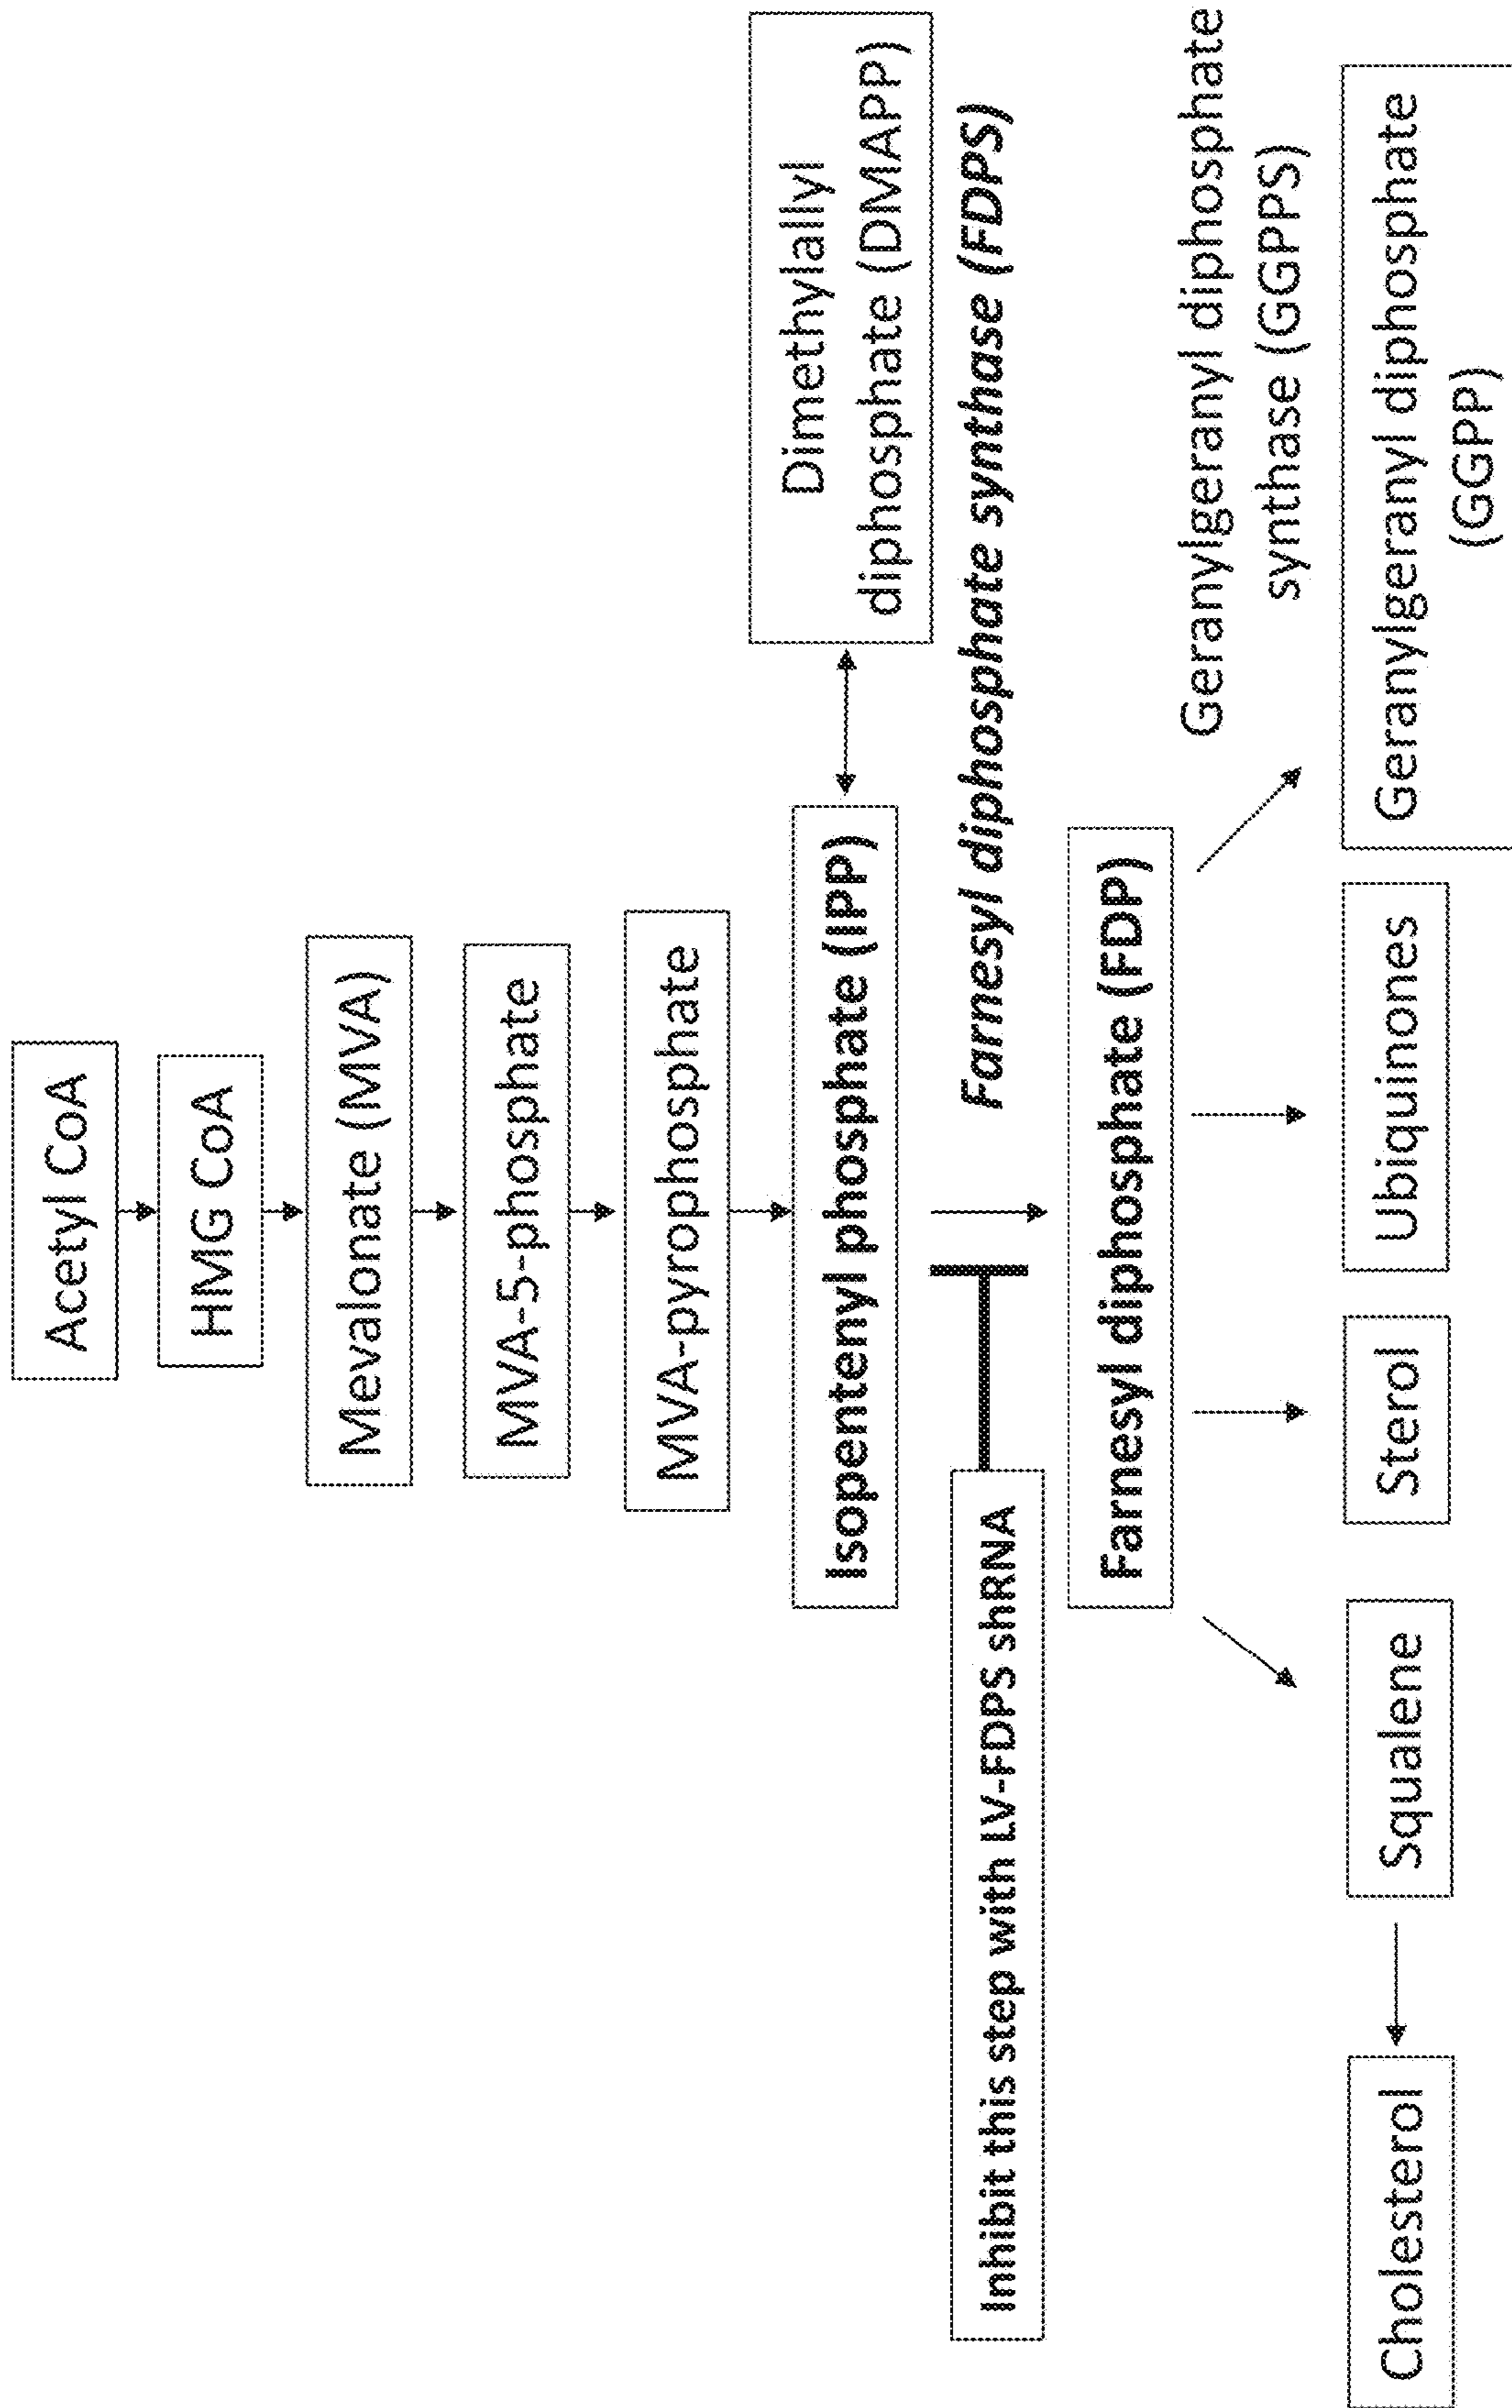 Acetyl CoA
HMG CoA
Mevalonate (MVA)
MVA-5-phosphate
MVA-pyrophosphate
Isopentenyl phosphate (IPP)
Dimethylallyl
diphosphate (DMAPP)
Inhibit this step with LV-FDPS shRNA
Farnesyl diphosphate synthase (FDPS)
Farnesyl diphosphate (FDP)
Geranylgeranyl diphosphate
synthase (GGPPS)
Cholesterol
Squalene
Sterol
Ubiquinones
Geranylgeranyl diphosphate
(GGPP)